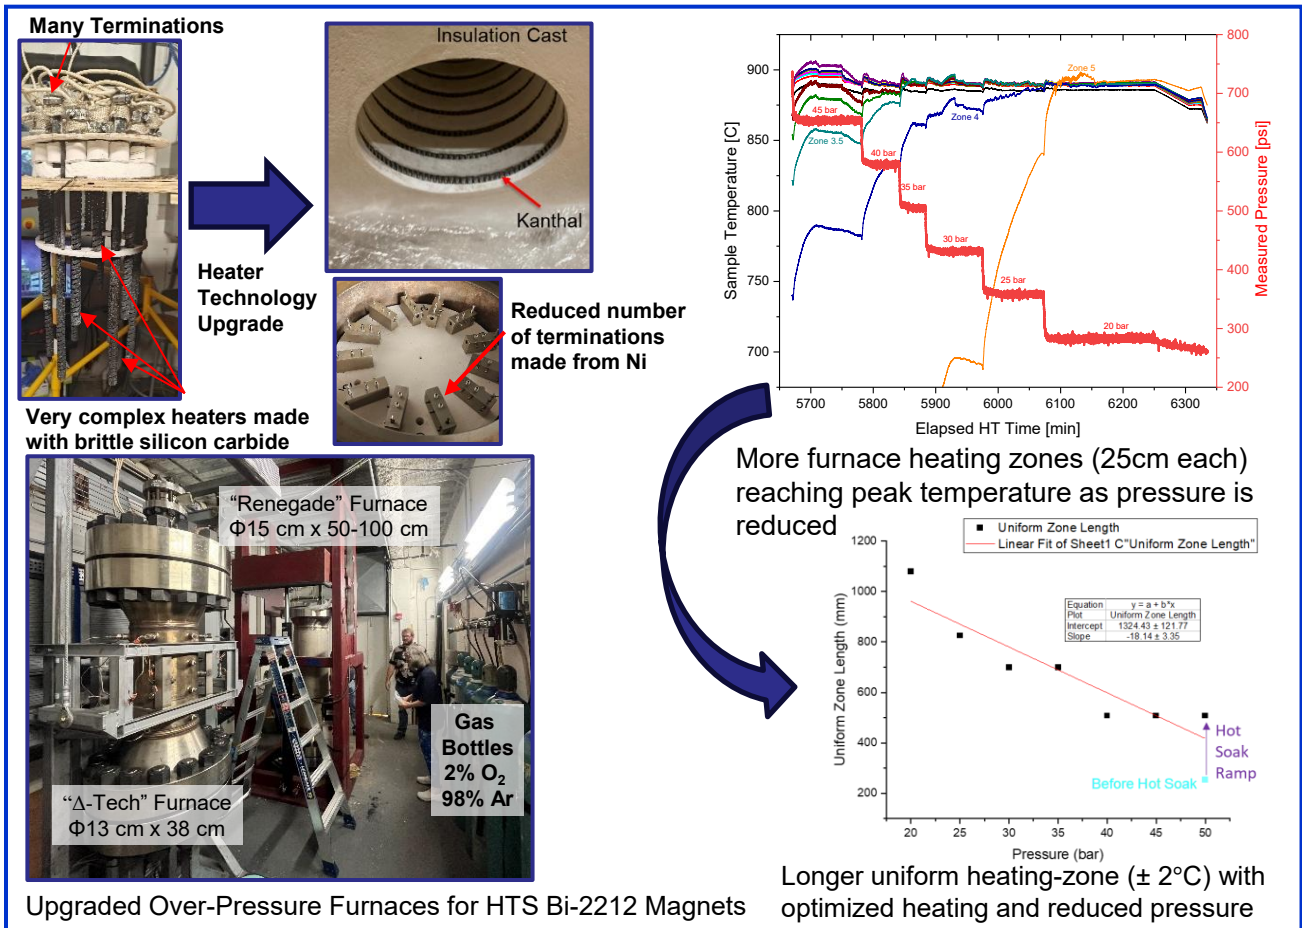 Many Terminations
Insulation Cast
Kanthal
Heater
Technology
Upgrade
Reduced number
of terminations
made from Ni
Very complex heaters made
with brittle silicon carbide
“Renegade” Furnace
Φ15 cm x 50-100 cm
Gas
Bottles
2% O₂
98% Ar
“Δ-Tech” Furnace
Φ13 cm x 38 cm
Upgraded Over-Pressure Furnaces for HTS Bi-2212 Magnets
900
850
800
750
700
Sample Temperature [C]
800
700
600
500
400
300
200
Measured Pressure [psi]
Zone 5
45 bar
Zone 4
Zone 3.5
40 bar
35 bar
30 bar
25 bar
20 bar
5700 5800 5900 6000 6100 6200 6300
Elapsed HT Time [min]
More furnace heating zones (25cm each)
reaching peak temperature as pressure is
reduced
Uniform Zone Length
Linear Fit of Sheet1 C"Uniform Zone Length"
1200
1000
800
600
400
200
Uniform Zone Length (mm)
Equation y = a + b*x
Plot Uniform Zone Length
Intercept 1324.43 ± 121.77
Slope -18.14 ± 3.35
Hot
Soak
Ramp
Before Hot Soak
20 25 30 35 40 45 50
Pressure (bar)
Longer uniform heating-zone (± 2°C) with
optimized heating and reduced pressure